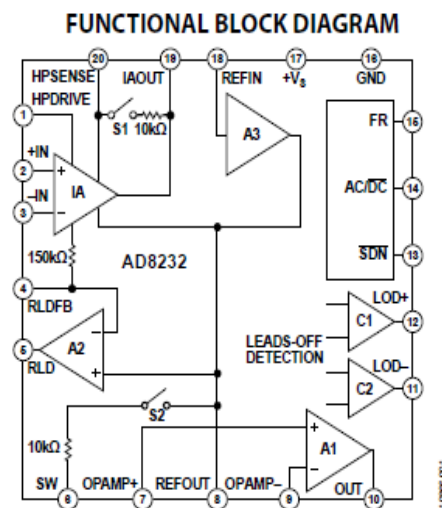 FUNCTIONAL BLOCK DIAGRAM
20 19 18 17 16
HPSENSE IAOUT REFIN +VS GND
1 HPDRIVE
S1 10kΩ
A3
FR 15
+IN
2
+
IA
–IN
3
–
AC/DC 14
150kΩ
AD8232
SDN 13
4
RLDFB
LOD+
C1 12
–
A2
5
RLD
+
LEADS-OFF
DETECTION
LOD–
C2 11
S2
10kΩ
+
A1
–
SW OPAMP+ REFOUT OPAMP– OUT
6 7 8 9 10